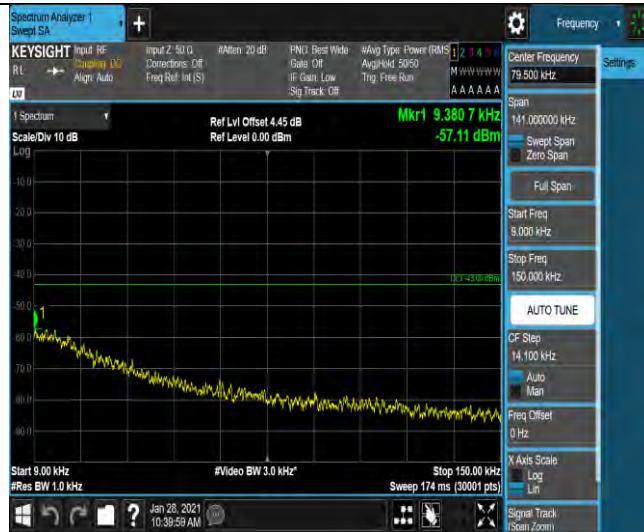 Spectrum Analyzer 1
Swept SA
+
Frequency
KEYSIGHT
RL
LXI
Input: RF
Coupling: DC
Align: Auto
Input Z: 50 Ω
Corrections: Off
Freq Ref: Int (S)
#Atten: 20 dB
PNO: Best Wide
Gate: Off
IF Gain: Low
Sig Track: Off
#Avg Type: Power (RMS
Avg|Hold: 50/50
Trig: Free Run
1 2 3 4 5 6
M W W W W W
A A A A A A
Center Frequency
79.500 kHz
Settings
Span
141.000000 kHz
Swept Span
Zero Span
Full Span
Start Freq
9.000 kHz
Stop Freq
150.000 kHz
AUTO TUNE
CF Step
14.100 kHz
Auto
Man
Freq Offset
0 Hz
X Axis Scale
Log
Lin
Signal Track
(Span Zoom)
1 Spectrum
Scale/Div 10 dB
Log
Ref Lvl Offset 4.45 dB
Ref Level 0.00 dBm
Mkr1 9.380 7 kHz
-57.11 dBm
-10.0
-20.0
-30.0
-40.0
-50.0
-60.0
-70.0
-80.0
-90.0
DL1 -43.00 dBm
1
Start 9.00 kHz
#Res BW 1.0 kHz
#Video BW 3.0 kHz*
Stop 150.00 kHz
Sweep 174 ms (30001 pts)
?
Jan 28, 2021
10:39:59 AM